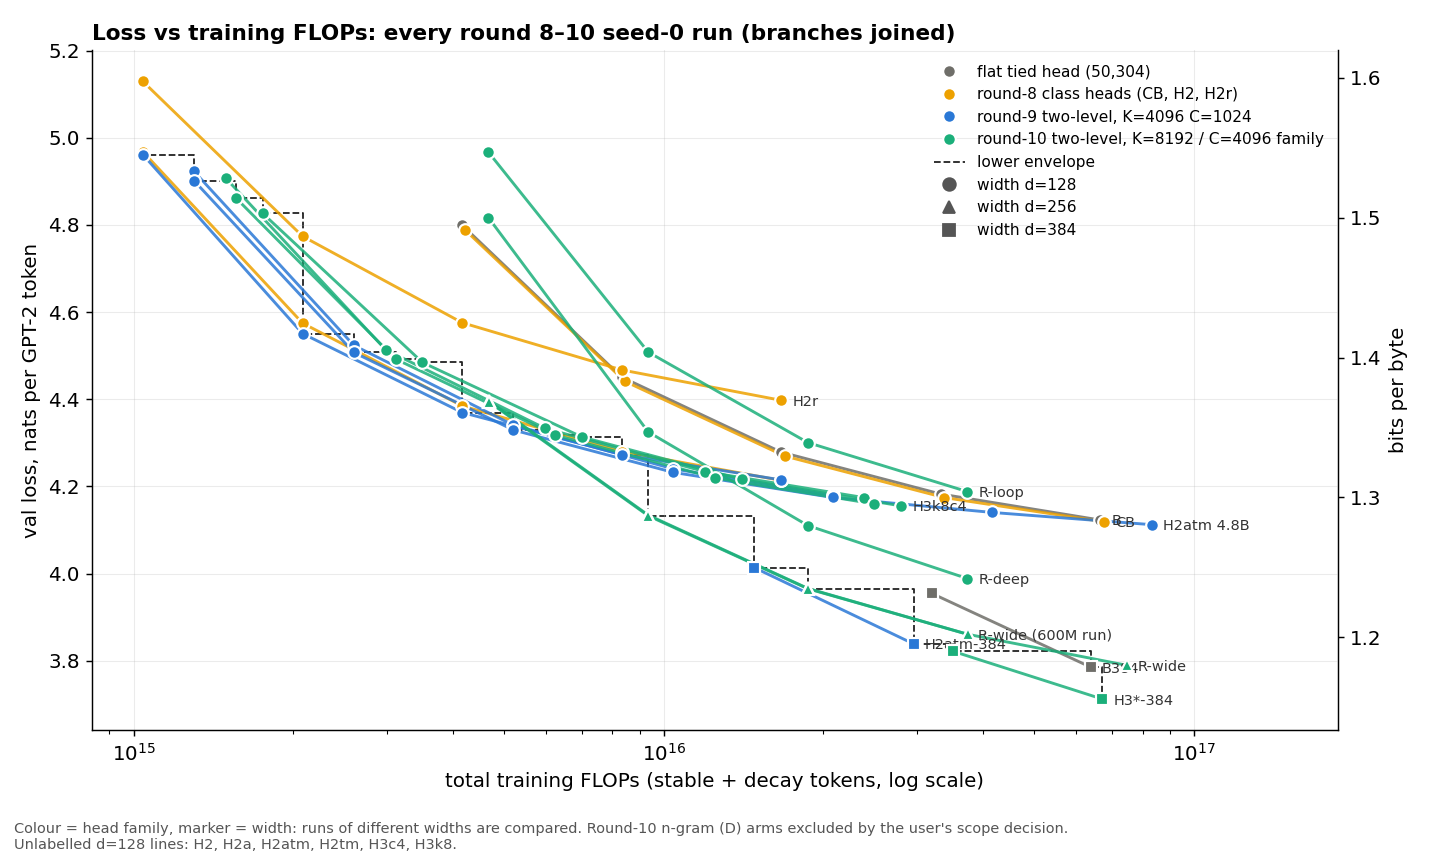 Loss vs training FLOPs: every round 8–10 seed-0 run (branches joined)
5.2
5.0
4.8
4.6
4.4
4.2
4.0
3.8
val loss, nats per GPT-2 token
1.6
1.5
1.4
1.3
1.2
bits per byte
flat tied head (50,304)
round-8 class heads (CB, H2, H2r)
round-9 two-level, K=4096 C=1024
round-10 two-level, K=8192 / C=4096 family
lower envelope
width d=128
width d=256
width d=384
H2r
R-loop
H3k8c4
B
CB
H2atm 4.8B
R-deep
R-wide (600M run)
H2atm-384
B384
R-wide
H3*-384
10¹⁵
10¹⁶
10¹⁷
total training FLOPs (stable + decay tokens, log scale)
Colour = head family, marker = width: runs of different widths are compared. Round-10 n-gram (D) arms excluded by the user's scope decision.
Unlabelled d=128 lines: H2, H2a, H2atm, H2tm, H3c4, H3k8.